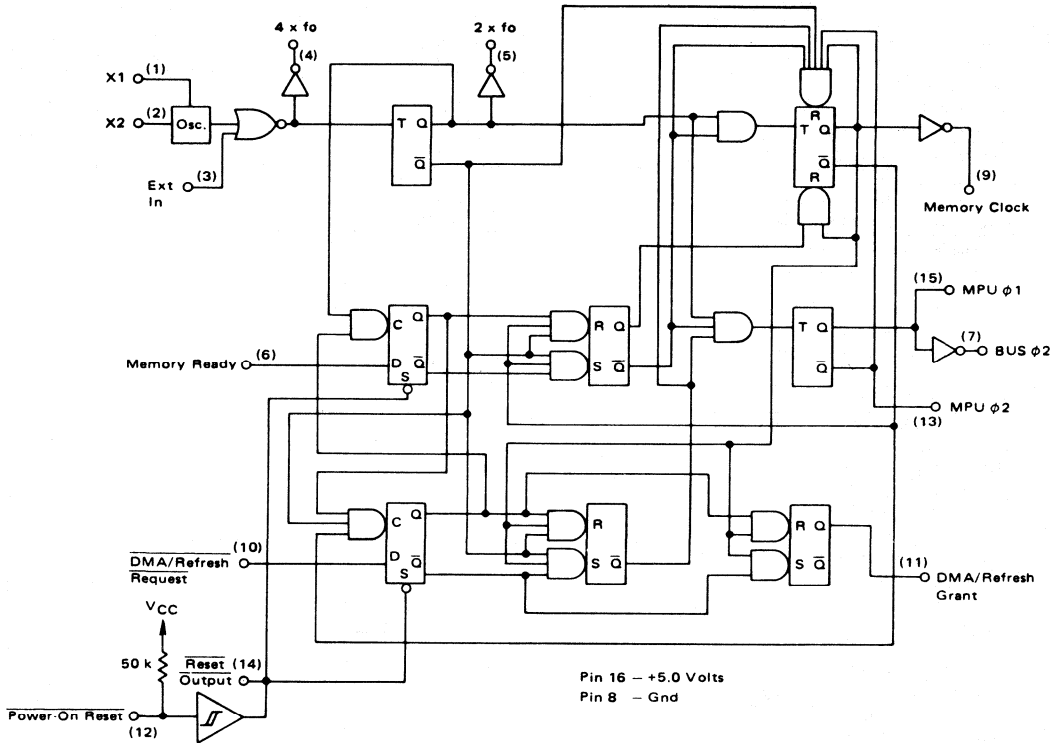 4 x fo
2 x fo
(4)
(5)
X1 (1)
X2 (2)
Osc.
(3)
Ext
In
T Q
Q̅
R
T Q
Q̅
R
(9)
Memory Clock
(15)
MPU φ1
C Q
D Q̅
S
R Q
S Q̅
T Q
Q̅
(7)
BUS φ2
Memory Ready (6)
MPU φ2
(13)
C Q
D Q̅
S
R
S Q̅
R Q
S Q̅
DMA/Refresh (10)
Request
(11)
DMA/Refresh
Grant
VCC
50 k
Reset (14)
Output
Power-On Reset
(12)
Pin 16 – +5.0 Volts
Pin 8 – Gnd